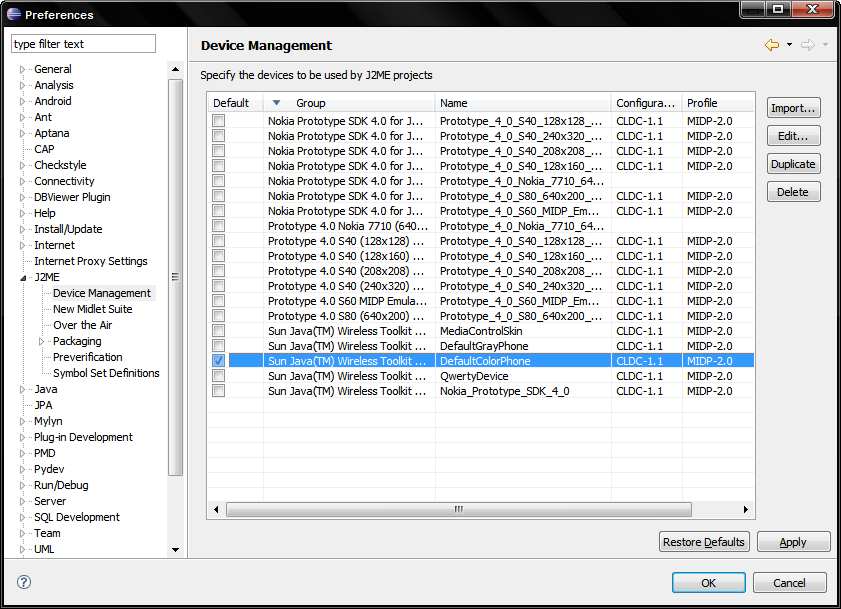 Preferences
type filter text
General
Analysis
Android
Ant
Aptana
CAP
Checkstyle
Connectivity
DBViewer Plugin
Help
Install/Update
Internet
Internet Proxy Settings
J2ME
Device Management
New Midlet Suite
Over the Air
Packaging
Preverification
Symbol Set Definitions
Java
JPA
Mylyn
Plug-in Development
PMD
Pydev
Run/Debug
Server
SQL Development
Team
UML
Device Management
Specify the devices to be used by J2ME projects
Default Group Name Configura... Profile
Nokia Prototype SDK 4.0 for J... Prototype_4_0_S40_128x128_... CLDC-1.1 MIDP-2.0
Nokia Prototype SDK 4.0 for J... Prototype_4_0_S40_240x320_... CLDC-1.1 MIDP-2.0
Nokia Prototype SDK 4.0 for J... Prototype_4_0_S40_208x208_... CLDC-1.1 MIDP-2.0
Nokia Prototype SDK 4.0 for J... Prototype_4_0_S40_128x160_... CLDC-1.1 MIDP-2.0
Nokia Prototype SDK 4.0 for J... Prototype_4_0_Nokia_7710_64...
Nokia Prototype SDK 4.0 for J... Prototype_4_0_S80_640x200_... CLDC-1.1 MIDP-2.0
Nokia Prototype SDK 4.0 for J... Prototype_4_0_S60_MIDP_Em... CLDC-1.1 MIDP-2.0
Prototype 4.0 Nokia 7710 (640... Prototype_4_0_Nokia_7710_64...
Prototype 4.0 S40 (128x128) ... Prototype_4_0_S40_128x128_... CLDC-1.1 MIDP-2.0
Prototype 4.0 S40 (128x160) ... Prototype_4_0_S40_128x160_... CLDC-1.1 MIDP-2.0
Prototype 4.0 S40 (208x208) ... Prototype_4_0_S40_208x208_... CLDC-1.1 MIDP-2.0
Prototype 4.0 S40 (240x320) ... Prototype_4_0_S40_240x320_... CLDC-1.1 MIDP-2.0
Prototype 4.0 S60 MIDP Emula... Prototype_4_0_S60_MIDP_Em... CLDC-1.1 MIDP-2.0
Prototype 4.0 S80 (640x200) ... Prototype_4_0_S80_640x200_... CLDC-1.1 MIDP-2.0
Sun Java(TM) Wireless Toolkit ... MediaControlSkin CLDC-1.1 MIDP-2.0
Sun Java(TM) Wireless Toolkit ... DefaultGrayPhone CLDC-1.1 MIDP-2.0
Sun Java(TM) Wireless Toolkit ... DefaultColorPhone CLDC-1.1 MIDP-2.0
Sun Java(TM) Wireless Toolkit ... QwertyDevice CLDC-1.1 MIDP-2.0
Sun Java(TM) Wireless Toolkit ... Nokia_Prototype_SDK_4_0 CLDC-1.1 MIDP-2.0
Import...
Edit...
Duplicate
Delete
Restore Defaults
Apply
OK
Cancel